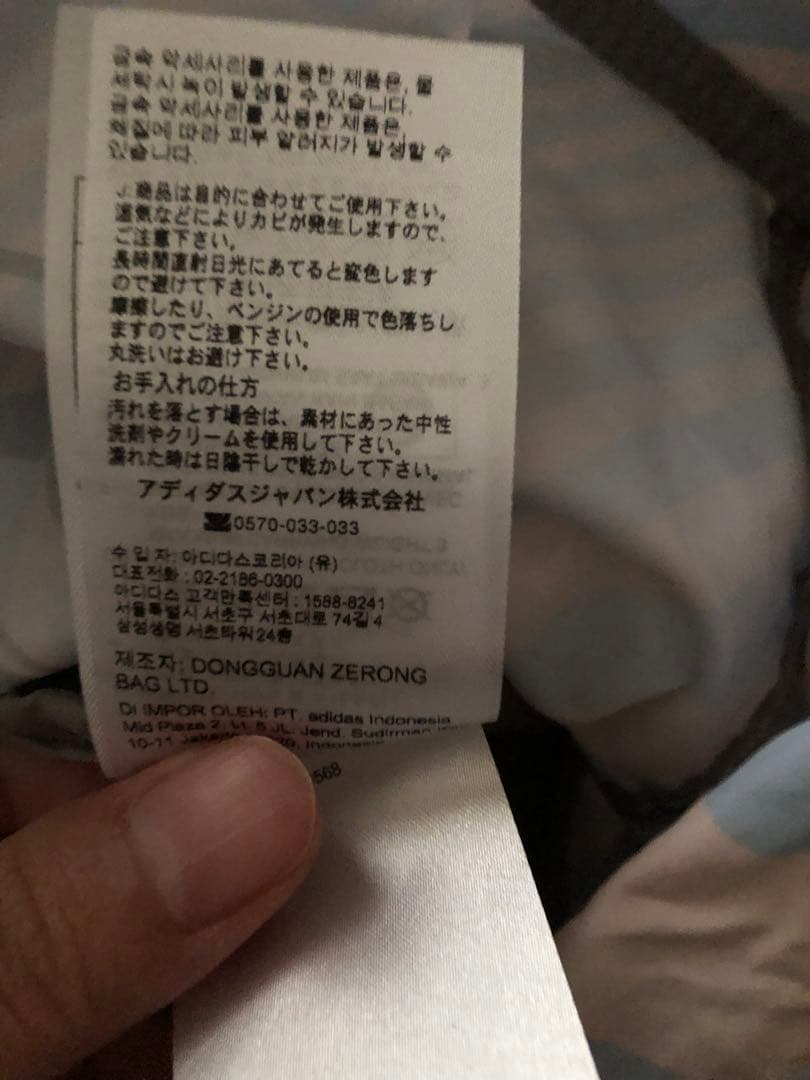 금속 악세사리를 사용한 제품은, 물
세탁시 녹이 발생할 수 있습니다.
금속 악세사리를 사용한 제품은
재질에 따라 피부 알러지가 발생할 수
있습니다.
商品は目的に合わせてご使用下さい。
湿気などによりカビが発生しますので、
ご注意下さい。
長時間直射日光にあてると変色します
ので避けて下さい。
摩擦したり、ベンジンの使用で色落ちし
ますのでご注意下さい。
丸洗いはお避け下さい。
お手入れの仕方
汚れを落とす場合は、素材にあった中性
洗剤やクリームを使用して下さい。
濡れた時は日陰干しで乾かして下さい。
アディダスジャパン株式会社
0570-033-033
수입자: 아디다스코리아 (유)
대표전화 : 02-2186-0300
아디다스 고객만족센터 : 1588-8241
서울특별시 서초구 서초대로 74길 4
삼성생명 서초타워 24층
제조자: DONGGUAN ZERONG
BAG LTD.
DI IMPOR OLEH: PT. adidas Indonesia
Mid Plaza 2, Lt. 5 JL. Jend. Sudirman
10-11 Indonesia
568